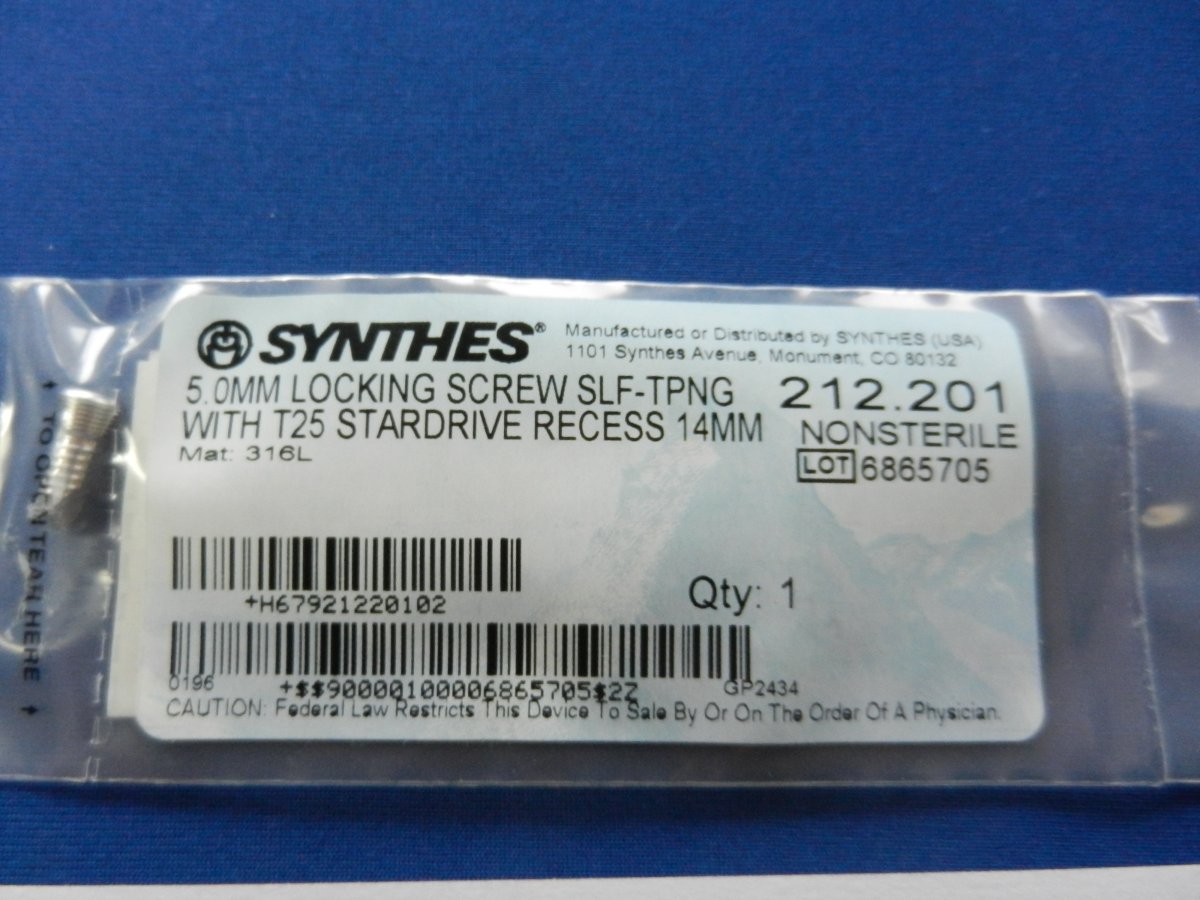 SYNTHES®
Manufactured or Distributed by SYNTHES (USA)
1101 Synthes Avenue, Monument, CO 80132
5.0MM LOCKING SCREW SLF-TPNG
WITH T25 STARDRIVE RECESS 14MM
Mat: 316L
212.201
NONSTERILE
LOT 6865705
+H67921220102
Qty: 1
0196
+$$90000100006865705$2Z
GP2434
CAUTION: Federal Law Restricts This Device To Sale By Or On The Order Of A Physician.
TO OPEN TEAR HERE